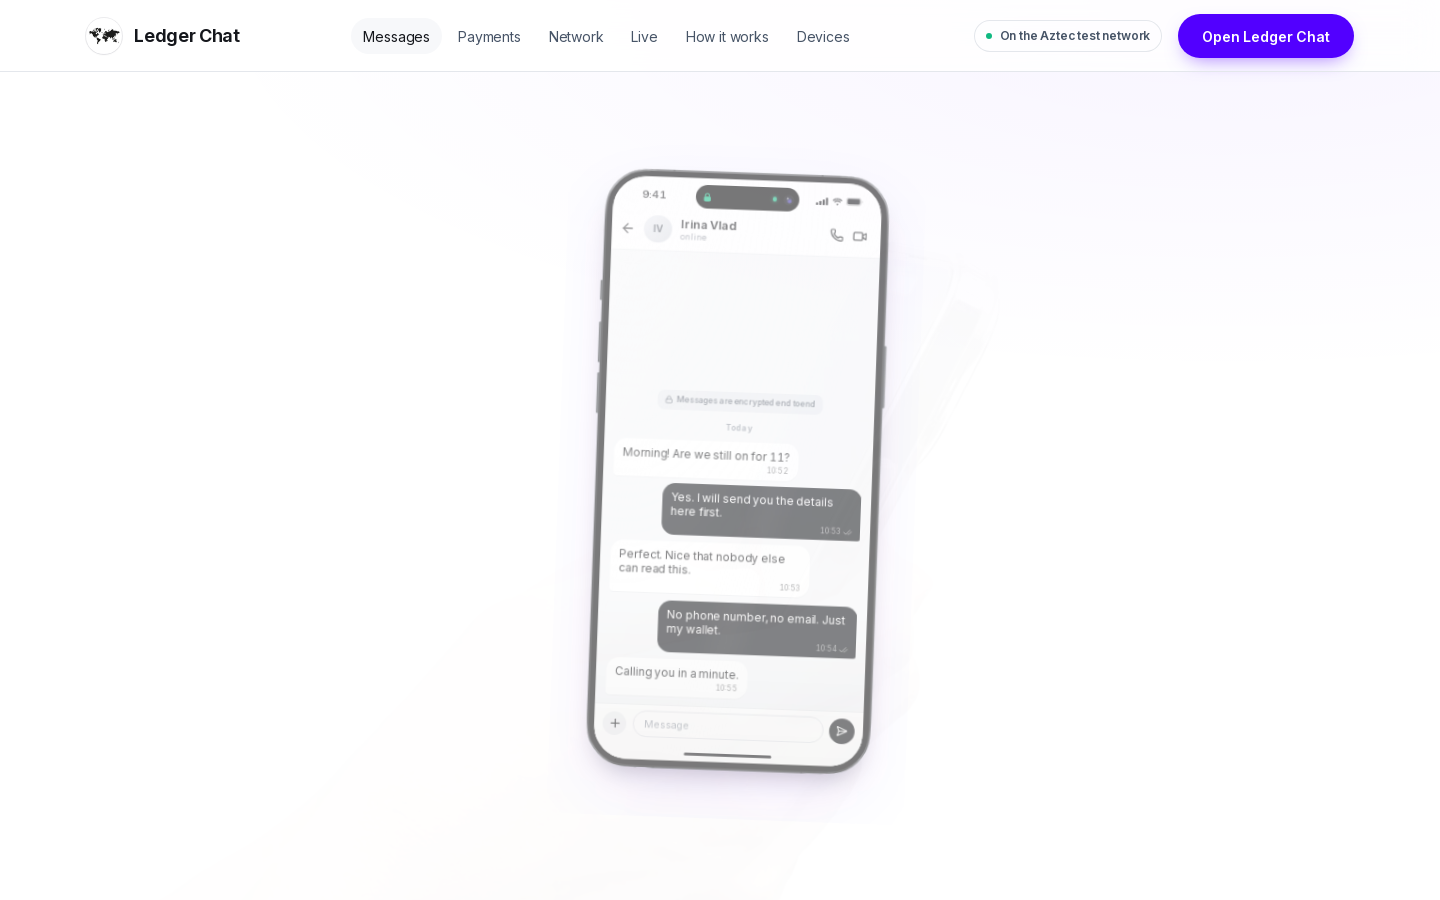 Ledger Chat
Messages
Payments
Network
Live
How it works
Devices
On the Aztec test network
Open Ledger Chat
9:41
IV
Irina Vlad
online
Messages are encrypted end to end
Today
Morning! Are we still on for 11?
10:52
Yes. I will send you the details
here first.
10:53
Perfect. Nice that nobody else
can read this.
10:53
No phone number, no email. Just
my wallet.
10:54
Calling you in a minute.
10:55
Message